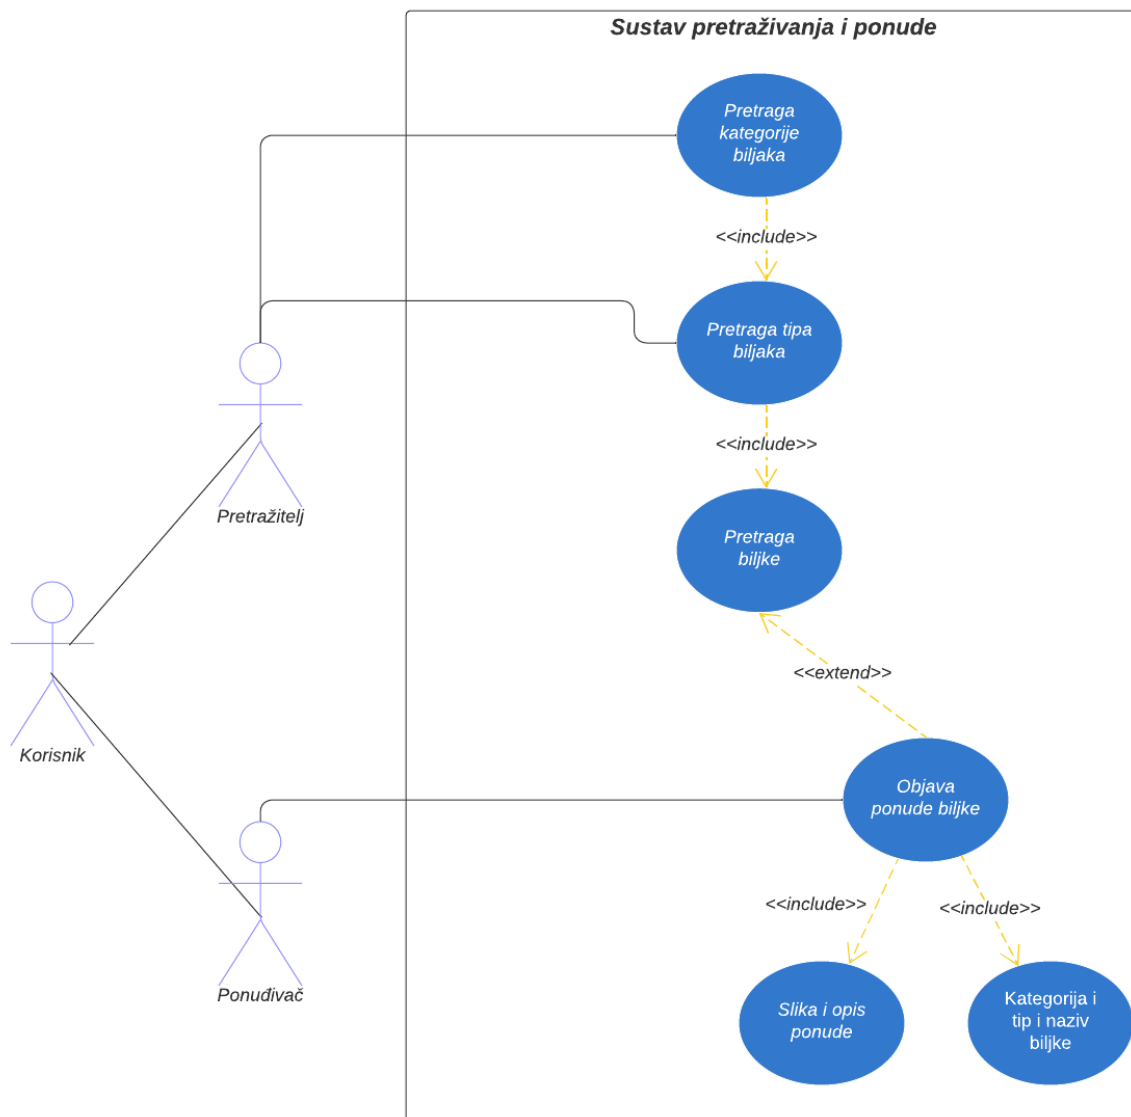 Sustav pretraživanja i ponude
Pretraga
kategorije
biljaka
<<include>>
Pretraga tipa
biljaka
<<include>>
Pretražitelj
Pretraga
biljke
<<extend>>
Korisnik
Objava
ponude biljke
<<include>>
<<include>>
Ponuđivač
Slika i opis
ponude
Kategorija i
tip i naziv
biljke